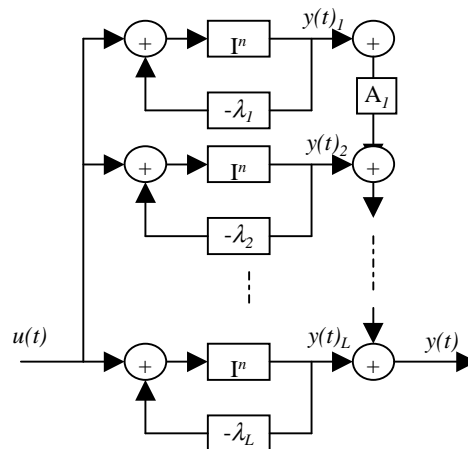 y(t)₁
+ Iⁿ +
-λ₁ A₁
y(t)₂
+ Iⁿ +
-λ₂
u(t) y(t)L y(t)
+ Iⁿ +
-λL